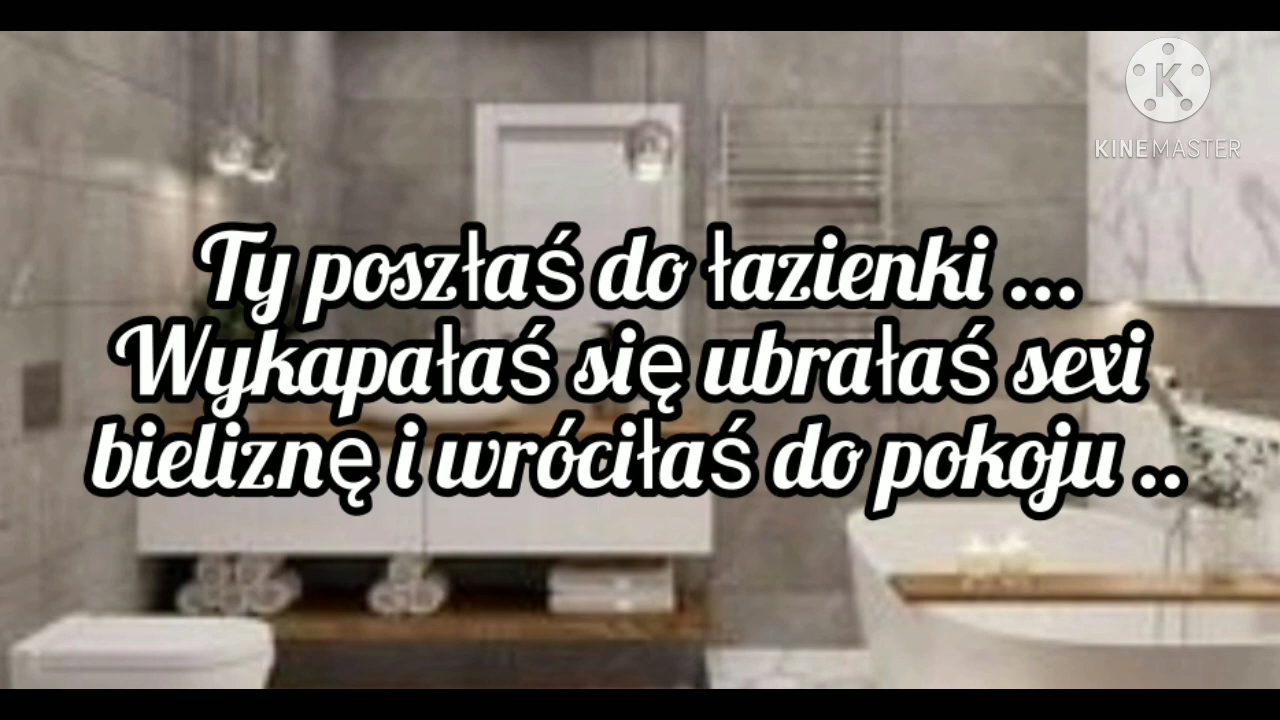 KINEMASTER
Ty poszłaś do łazienki ...
Wykapałaś się ubrałaś sexi
bieliznę i wróciłaś do pokoju ..